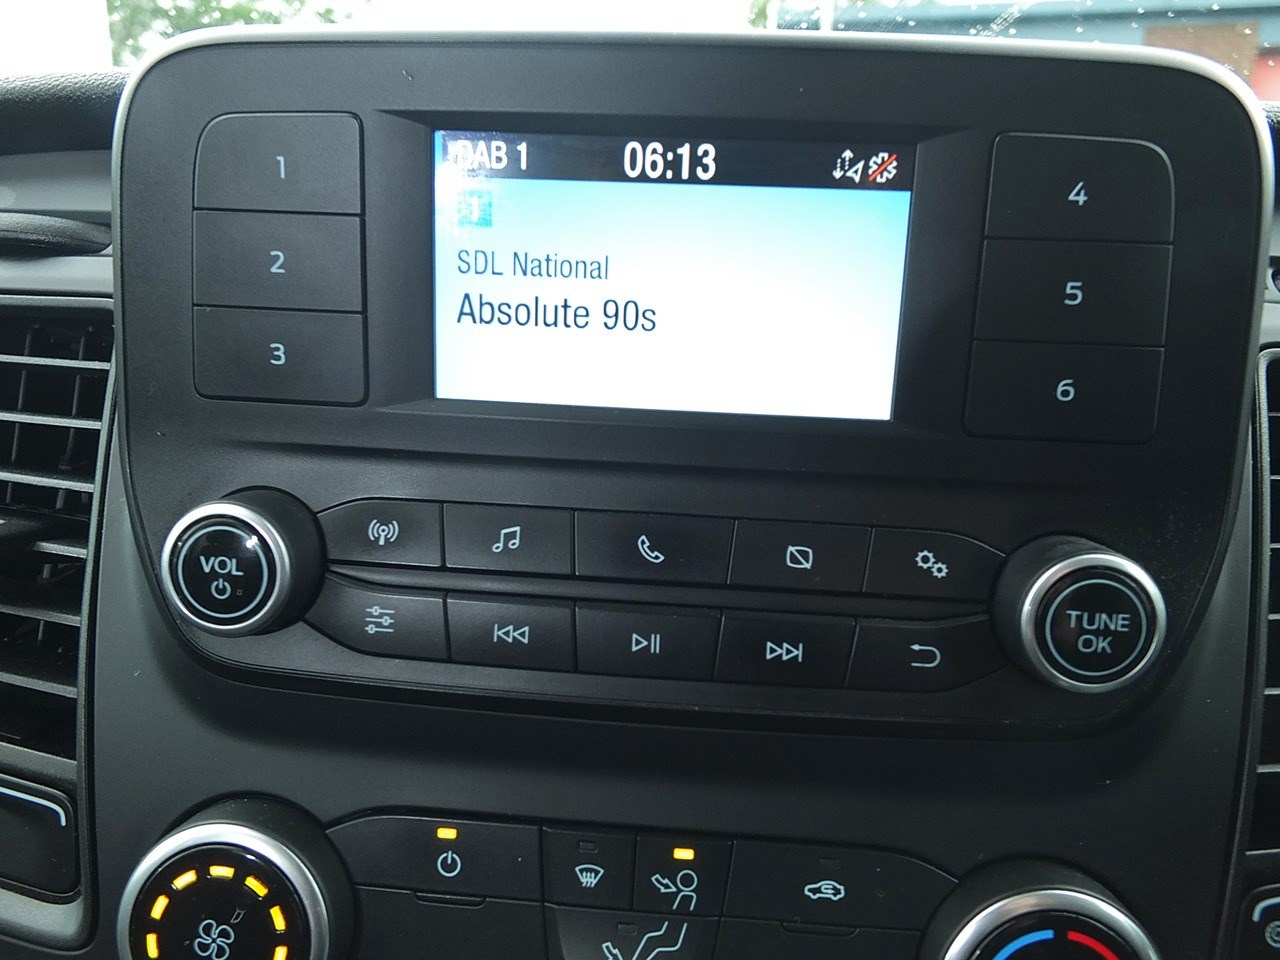 DAB 1
06:13
1
SDL National
Absolute 90s
1
2
3
4
5
6
VOL
TUNE
OK